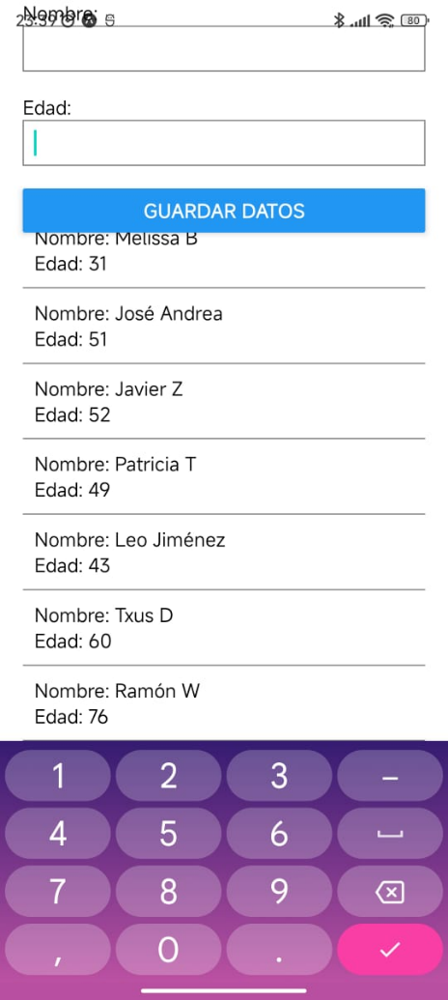 Nombre:
23:39
80
Edad:
GUARDAR DATOS
Nombre: Melissa B
Edad: 31
Nombre: José Andrea
Edad: 51
Nombre: Javier Z
Edad: 52
Nombre: Patricia T
Edad: 49
Nombre: Leo Jiménez
Edad: 43
Nombre: Txus D
Edad: 60
Nombre: Ramón W
Edad: 76
1 2 3 –
4 5 6
7 8 9
, 0 .